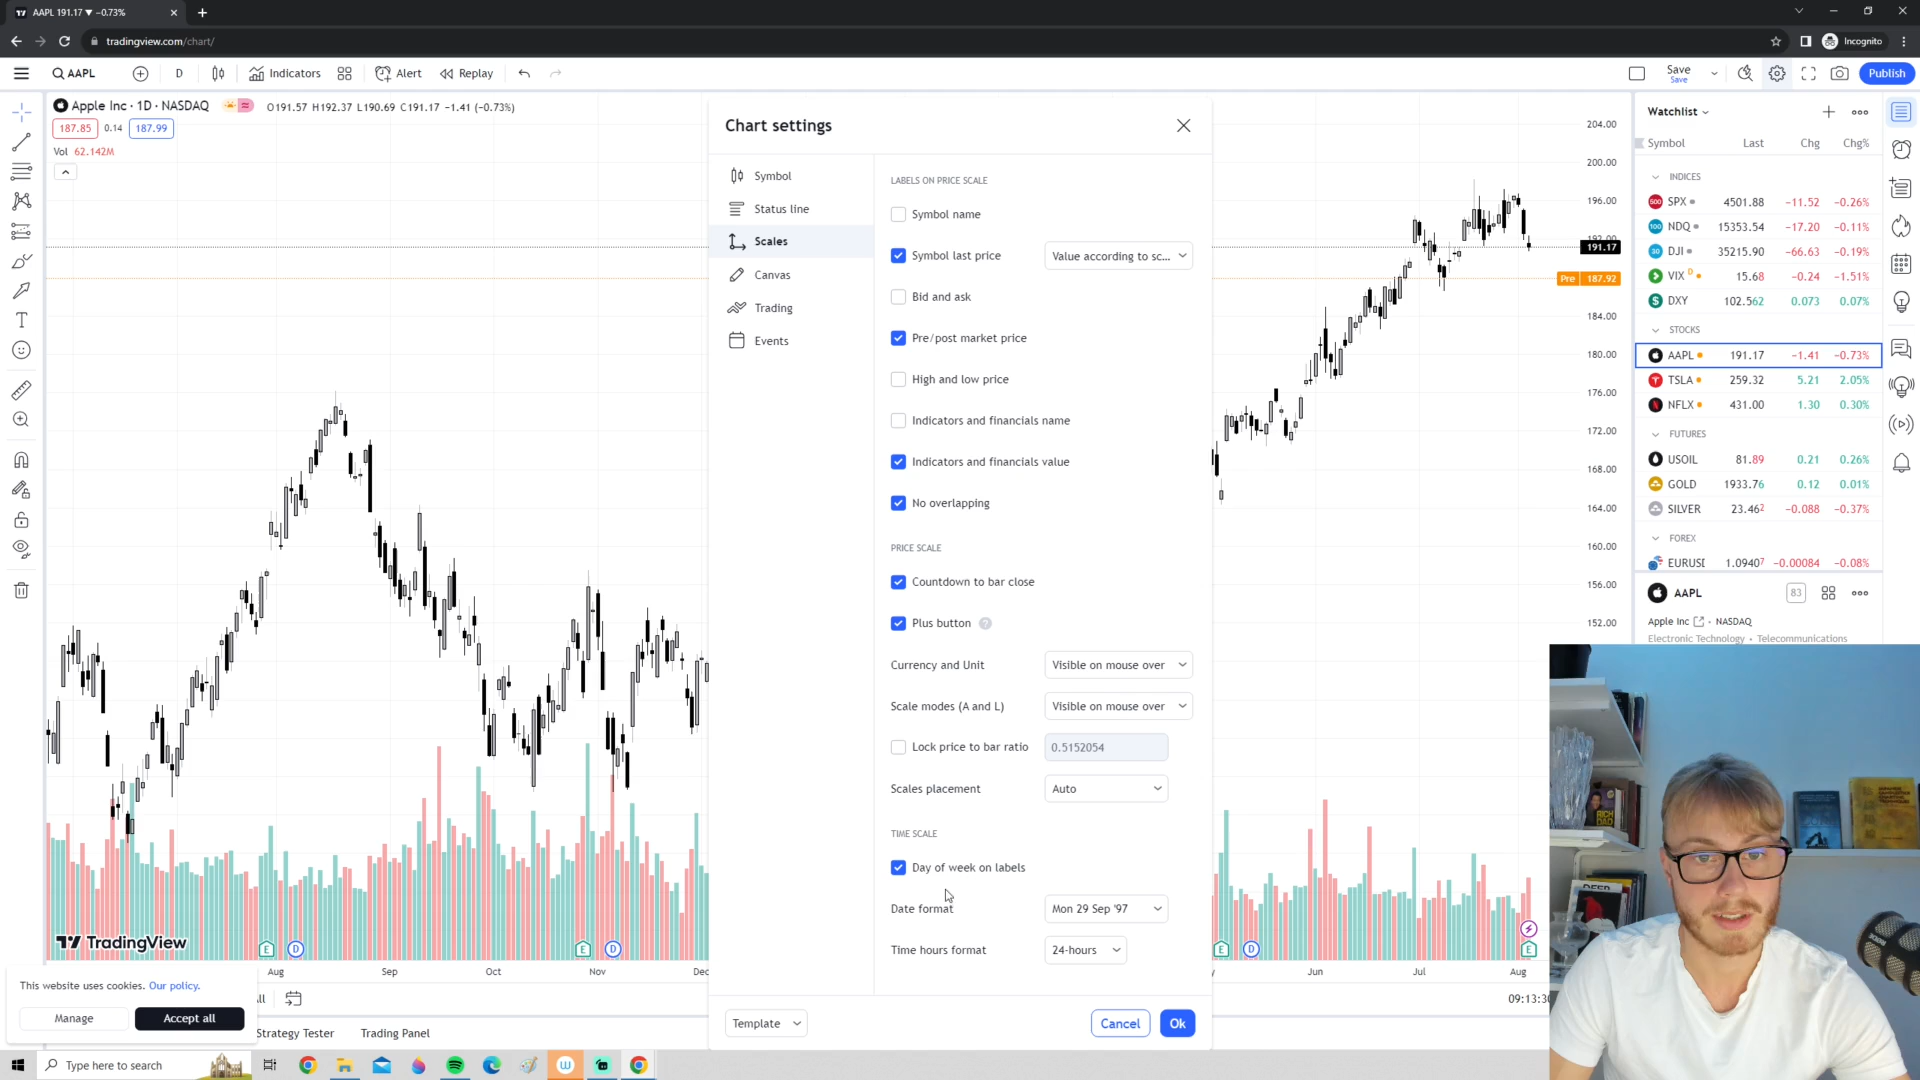 AAPL 191.17 ▼ −0.73%
tradingview.com/chart/
Incognito
AAPL
D
Indicators
Alert
Replay
Save
Save
Publish
Apple Inc · 1D · NASDAQ
O191.57 H192.37 L190.69 C191.17 −1.41 (−0.73%)
187.85 0.14 187.99
Vol 62.142M
Chart settings
Symbol
Status line
Scales
Canvas
Trading
Events
LABELS ON PRICE SCALE
Symbol name
Symbol last price
Value according to sc...
Bid and ask
Pre/post market price
High and low price
Indicators and financials name
Indicators and financials value
No overlapping
PRICE SCALE
Countdown to bar close
Plus button
Currency and Unit
Visible on mouse over
Scale modes (A and L)
Visible on mouse over
Lock price to bar ratio
0.5152054
Scales placement
Auto
TIME SCALE
Day of week on labels
Date format
Mon 29 Sep '97
Time hours format
24-hours
Template
Cancel
Ok
204.00
200.00
196.00
192.00
191.17
Pre 187.92
184.00
180.00
176.00
172.00
168.00
164.00
160.00
156.00
152.00
Watchlist
Symbol Last Chg Chg%
INDICES
SPX 4501.88 −11.52 −0.26%
NDQ 15353.54 −17.20 −0.11%
DJI 35215.90 −66.63 −0.19%
VIX D 15.68 −0.24 −1.51%
DXY 102.562 0.073 0.07%
STOCKS
AAPL 191.17 −1.41 −0.73%
TSLA 259.32 5.21 2.05%
NFLX 431.00 1.30 0.30%
FUTURES
USOIL 81.89 0.21 0.26%
GOLD 1933.76 0.12 0.01%
SILVER 23.462 −0.088 −0.37%
FOREX
EURUSI 1.09407 −0.00084 −0.08%
AAPL
83
Apple Inc · NASDAQ
Electronic Technology • Telecommunications
TradingView
E D E D E D E
Aug Sep Oct Nov Dec Jun Jul Aug
This website uses cookies. Our policy.
Manage
Accept all
09:13:30
Strategy Tester
Trading Panel
Type here to search
RICH
DAD